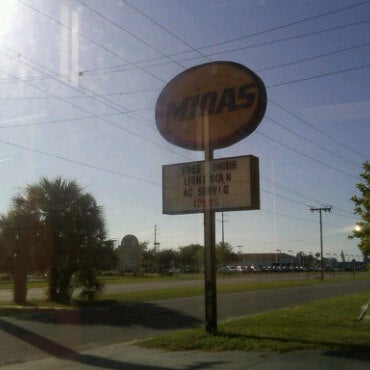 MIDAS
FREE ENGINE
LIGHT SCAN
AC SERVICE